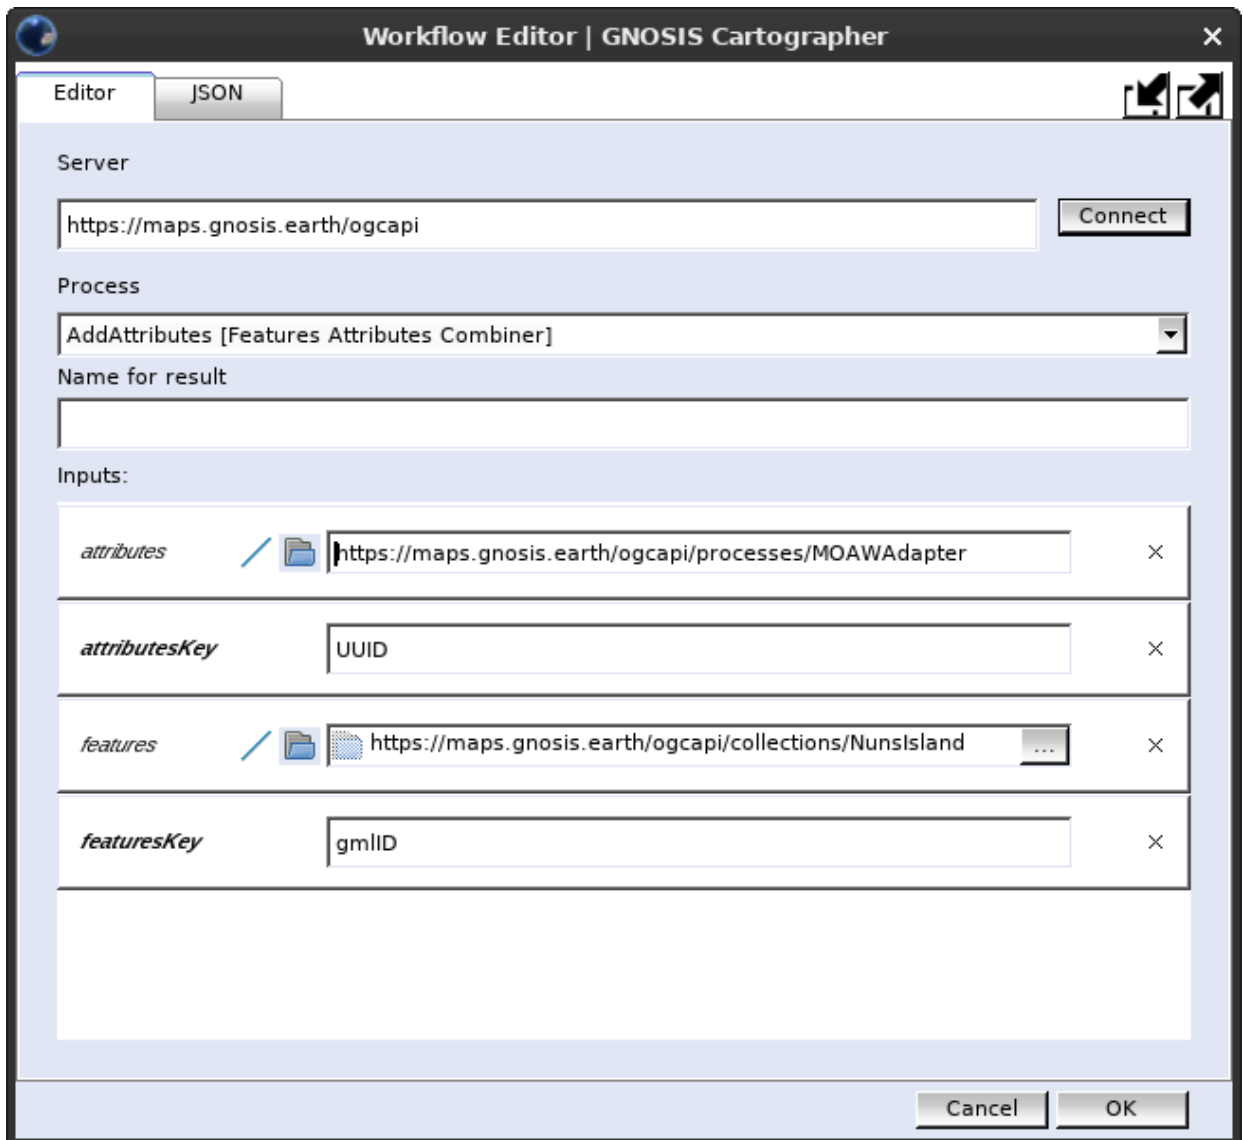 Workflow Editor | GNOSIS Cartographer
Editor JSON
Server
https://maps.gnosis.earth/ogcapi Connect
Process
AddAttributes [Features Attributes Combiner]
Name for result
Inputs:
attributes https://maps.gnosis.earth/ogcapi/processes/MOAWAdapter
attributesKey UUID
features https://maps.gnosis.earth/ogcapi/collections/NunsIsland ...
featuresKey gmlID
Cancel OK